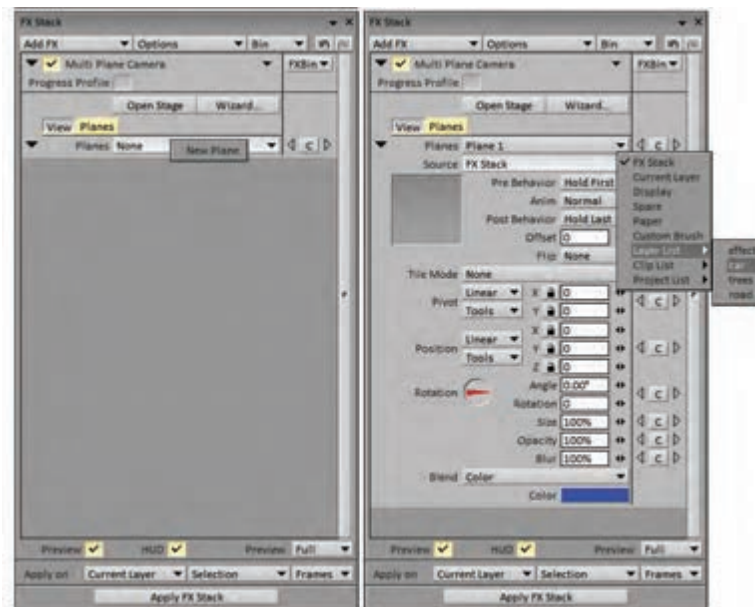 FX Stack
Add FX Options Bin
Multi Plane Camera FXBin
Progress Profile
Open Stage Wizard...
View Planes
Planes None New Plane C
Preview HUD Preview Full
Apply on Current Layer Selection Frames
Apply FX Stack
FX Stack
Add FX Options Bin
Multi Plane Camera FXBin
Progress Profile
Open Stage Wizard...
View Planes
Planes Plane 1 C
Source FX Stack
Pre Behavior Hold First
Anim Normal
Post Behavior Hold Last
Offset 0
Flip None
Tile Mode None
Pivot Linear X 0
Tools Y 0 C
Position Linear X 0
Tools Y 0 C
Z 0
Rotation Angle 0.00°
Rotation 0 C
Size 100% C
Opacity 100% C
Blur 100% C
Blend Color
Color
Preview HUD Preview Full
Apply on Current Layer Selection Frames
Apply FX Stack
FX Stack
Current Layer
Display
Spare
Paper
Custom Brush
Layer List
Clip List
Project List
effect
car
trees
road